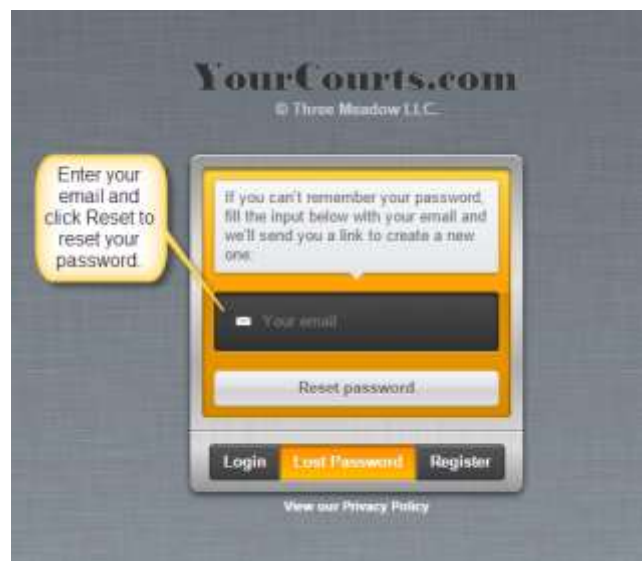 YourCourts.com
© Three Meadow LLC.
Enter your
email and
click Reset to
reset your
password.
If you can't remember your password,
fill the input below with your email and
we'll send you a link to create a new
one:
Your email
Reset password
Login Lost Password Register
View our Privacy Policy